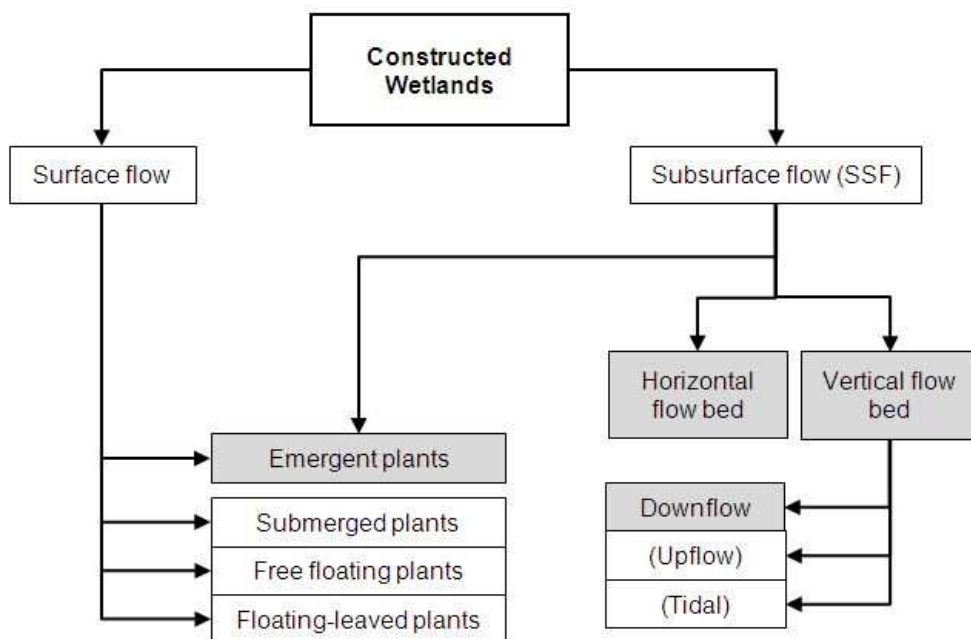 Constructed
Wetlands
Surface flow
Subsurface flow (SSF)
Horizontal
flow bed
Vertical flow
bed
Emergent plants
Submerged plants
Free floating plants
Floating-leaved plants
Downflow
(Upflow)
(Tidal)